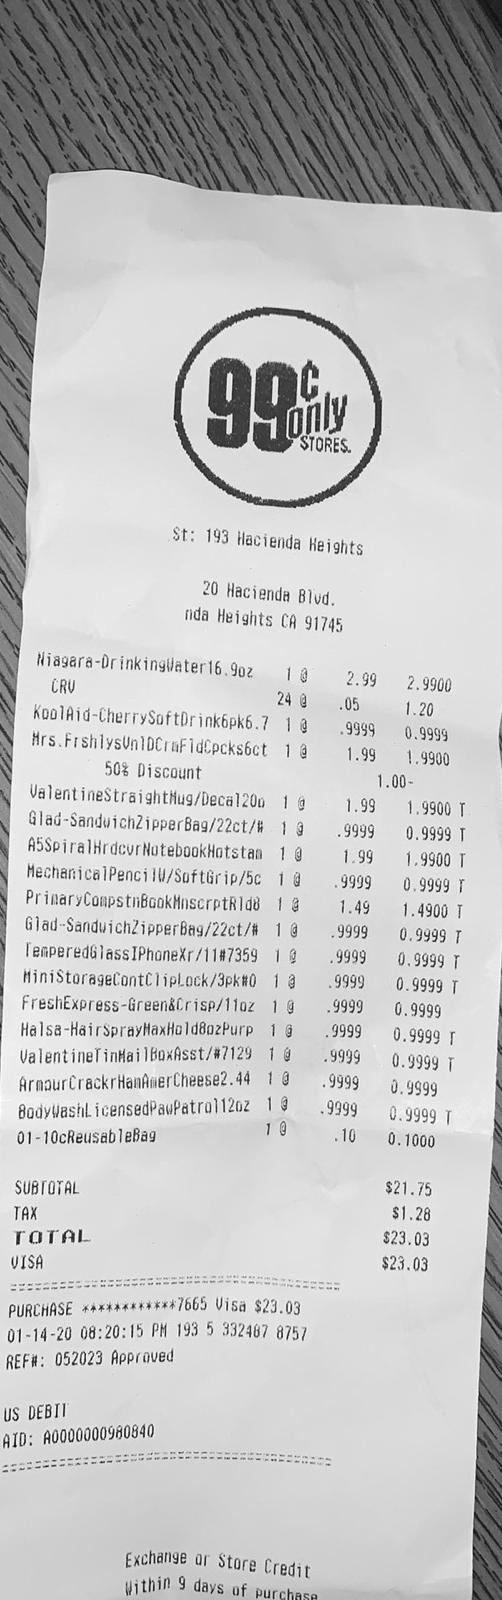 99¢ only
STORES.
St: 193 Hacienda Heights
20 Hacienda Blvd.
nda Heights CA 91745
Niagara-DrinkingWater16.9oz 1 @ 2.99 2.9900
CRV 24 @ .05 1.20
KoolAid-CherrySoftDrink6pk6.7 1 @ .9999 0.9999
Mrs.FrshlysVnlDCrmFldCpcks6ct 1 @ 1.99 1.9900
50% Discount 1.00-
ValentineStraightMug/Decal20o 1 @ 1.99 1.9900 T
Glad-SandwichZipperBag/22ct/# 1 @ .9999 0.9999 T
A5SpiralHrdcvrNotebookHotstam 1 @ 1.99 1.9900 T
MechanicalPencilW/SoftGrip/5c 1 @ .9999 0.9999 T
PrimaryCompstnBookMnscrptRld8 1 @ 1.49 1.4900 T
Glad-SandwichZipperBag/22ct/# 1 @ .9999 0.9999 T
TemperedGlassIPhoneXr/11#7359 1 @ .9999 0.9999 T
MiniStorageContClipLock/3pk#0 1 @ .9999 0.9999 T
FreshExpress-Green&Crisp/11oz 1 @ .9999 0.9999
Halsa-HairSprayMaxHold8ozPurp 1 @ .9999 0.9999 T
ValentineTinMailBoxAsst/#7129 1 @ .9999 0.9999 T
ArmourCrackrHamAmerCheese2.44 1 @ .9999 0.9999
BodyWashLicensedPawPatrol12oz 1 @ .9999 0.9999 T
01-10cReusableBag 1 @ .10 0.1000
SUBTOTAL $21.75
TAX $1.28
TOTAL $23.03
VISA $23.03
PURCHASE ************7665 Visa $23.03
01-14-20 08:20:15 PM 193 5 332487 8757
REF#: 052023 Approved
US DEBIT
AID: A0000000980840
Exchange or Store Credit
Within 9 days of purchase